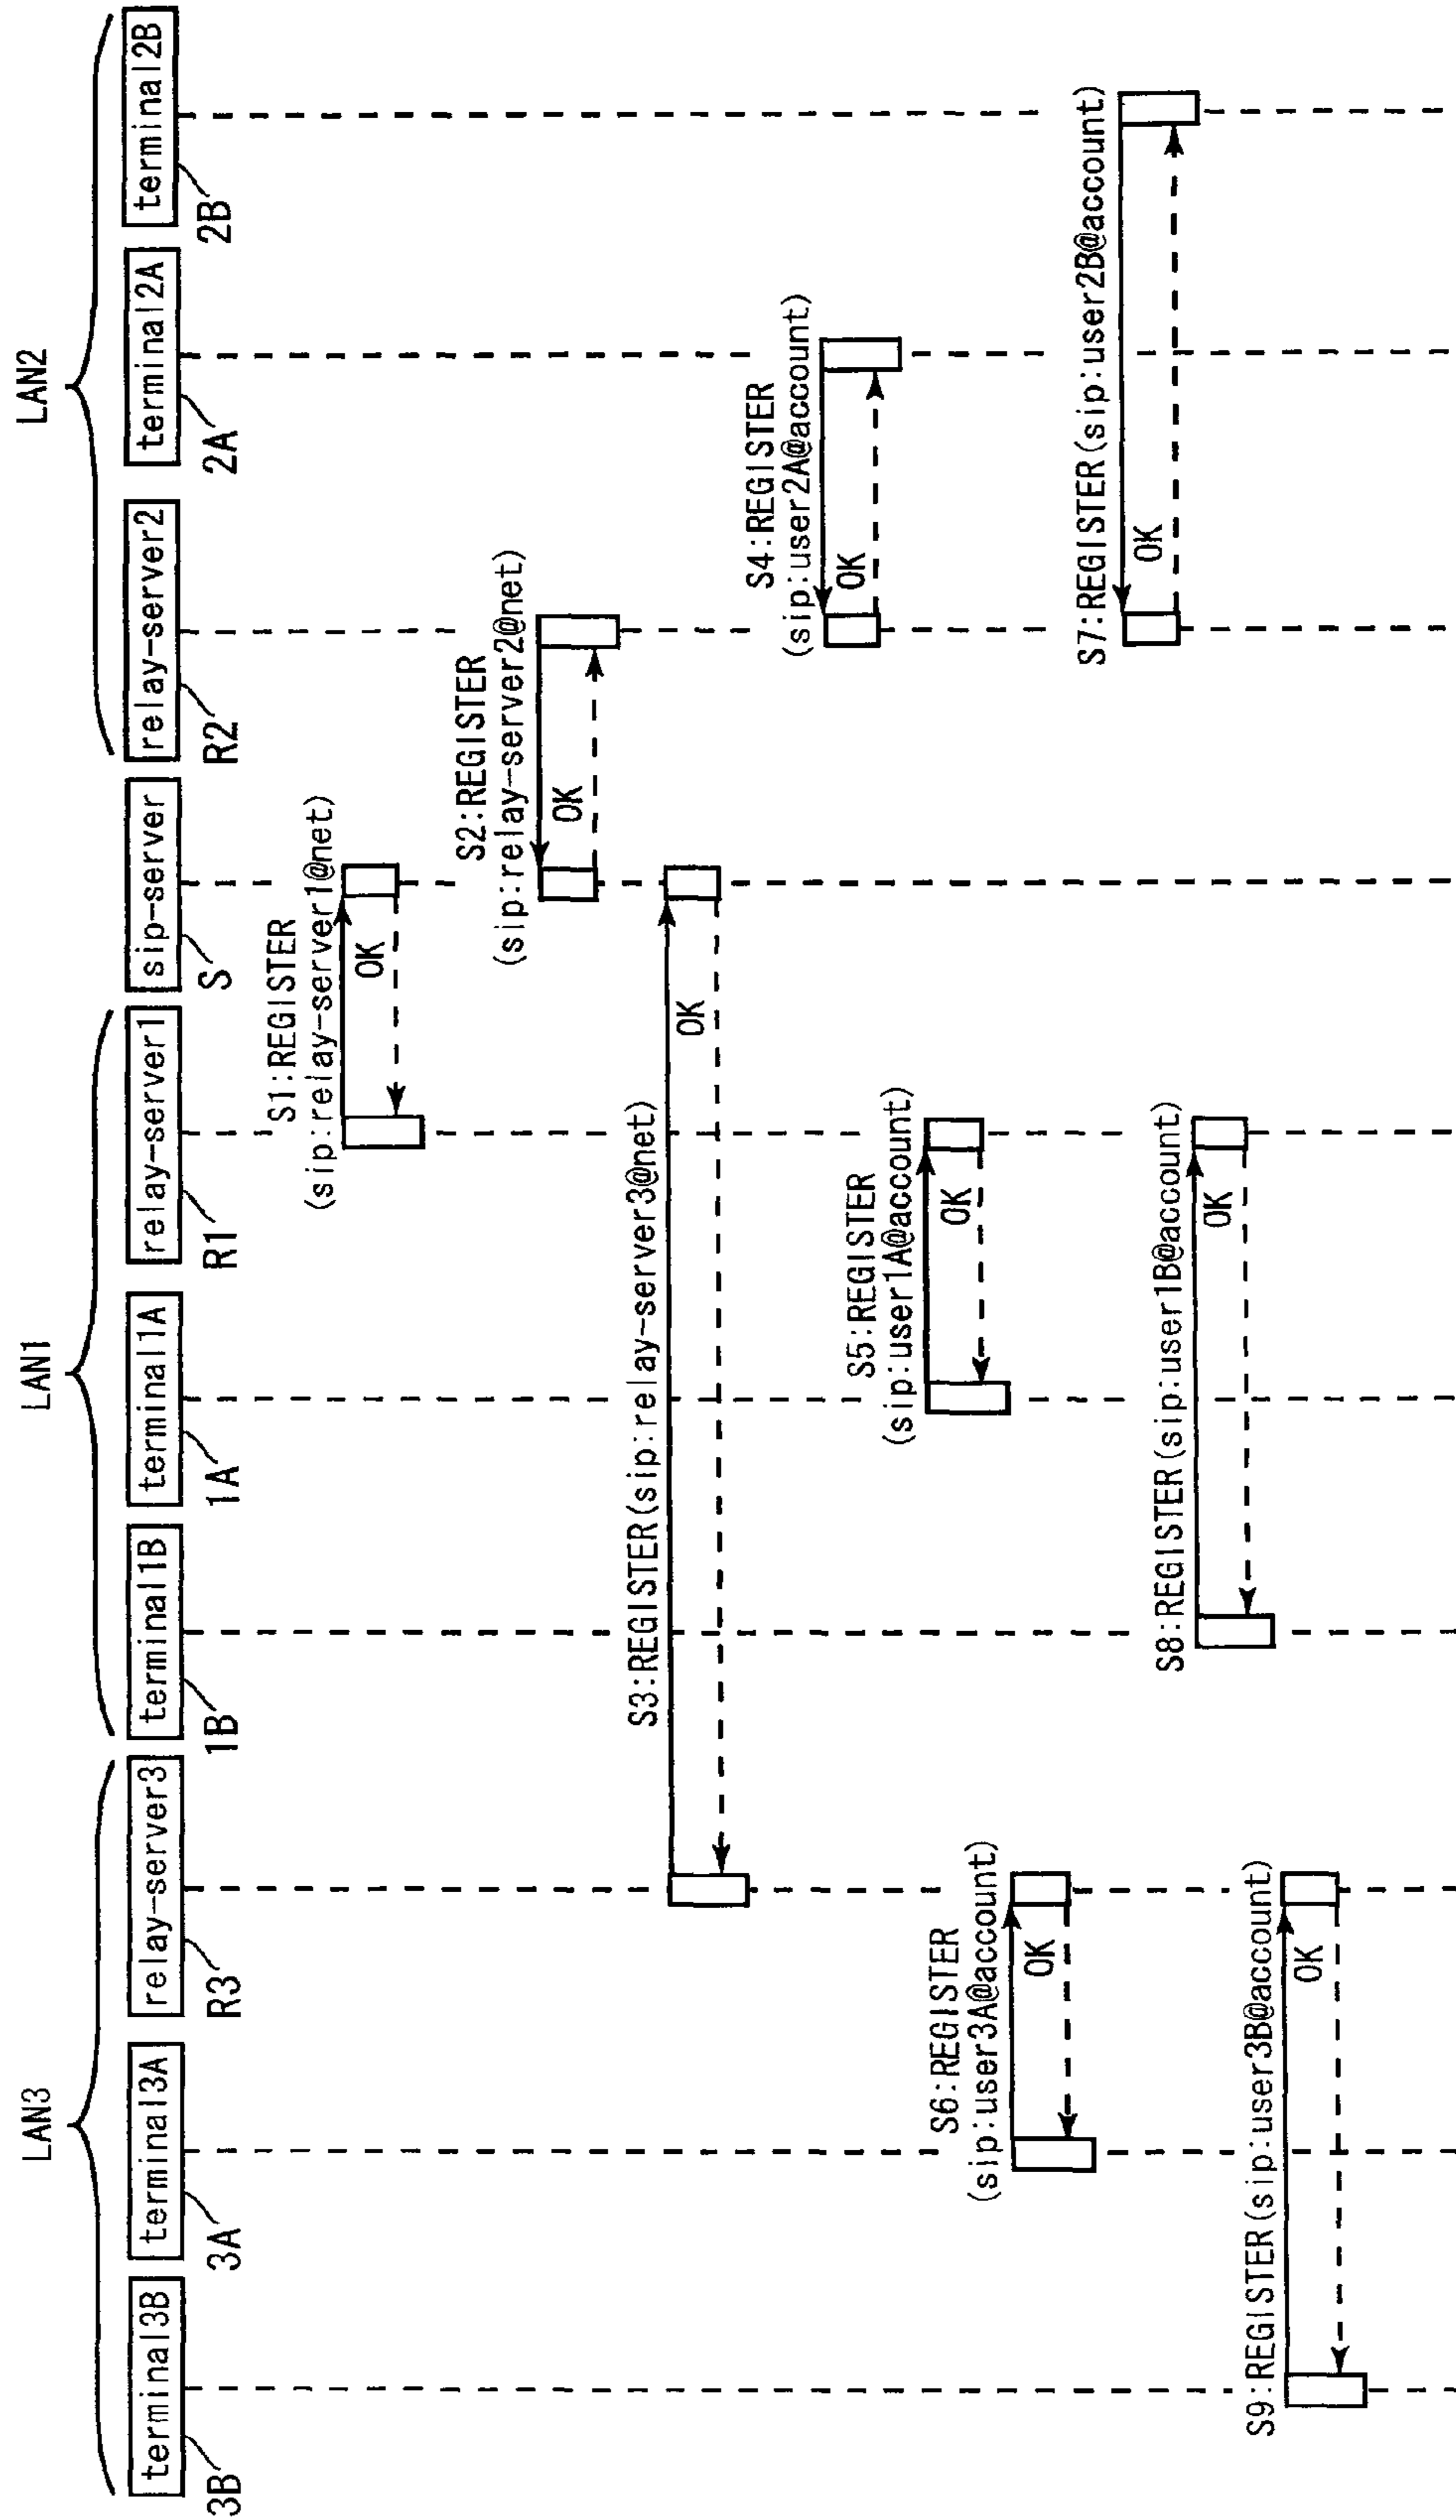 LAN3
LAN1
LAN2
terminal3B
terminal3A
relay-server3
terminal1B
terminal1A
relay-server1
sip-server
relay-server2
terminal2A
terminal2B
3B
3A
R3
1B
1A
R1
S
R2
2A
2B
S1:REGISTER
(sip:relay-server1@net)
OK
S2:REGISTER
(sip:relay-server2@net)
OK
S3:REGISTER(sip:relay-server3@net)
OK
S4:REGISTER
(sip:user2A@account)
OK
S5:REGISTER
(sip:user1A@account)
OK
S6:REGISTER
(sip:user3A@account)
OK
S7:REGISTER(sip:user2B@account)
OK
S8:REGISTER(sip:user1B@account)
OK
S9:REGISTER(sip:user3B@account)
OK